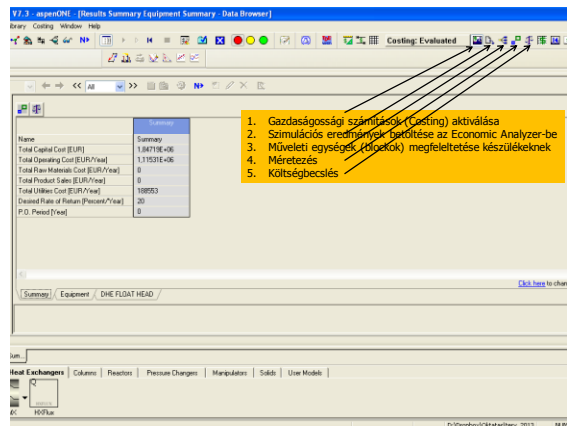 V7.3 - aspenONE - [Results Summary Equipment Summary - Data Browser]
brary Costing Window Help
N▶
Costing: Evaluated
<< All >> N▶
1. Gazdaságossági számítások (Costing) aktiválása
2. Szimulációs eredmények betöltése az Economic Analyzer-be
3. Műveleti egységek (blockok) megfeleltetése készülékeknek
4. Méretezés
5. Költségbecslés
Summary
Name Summary
Total Capital Cost [EUR] 1,84719E+06
Total Operating Cost [EUR/Year] 1,11531E+06
Total Raw Materials Cost [EUR/Year] 0
Total Product Sales [EUR/Year] 0
Total Utilities Cost [EUR/Year] 188553
Desired Rate of Return [Percent/'Year] 20
P.O. Period [Year] 0
Click here to chan
Summary Equipment DHE FLOAT HEAD
um...
Heat Exchangers Columns Reactors Pressure Changers Manipulators Solids User Models
Q
HXFlux